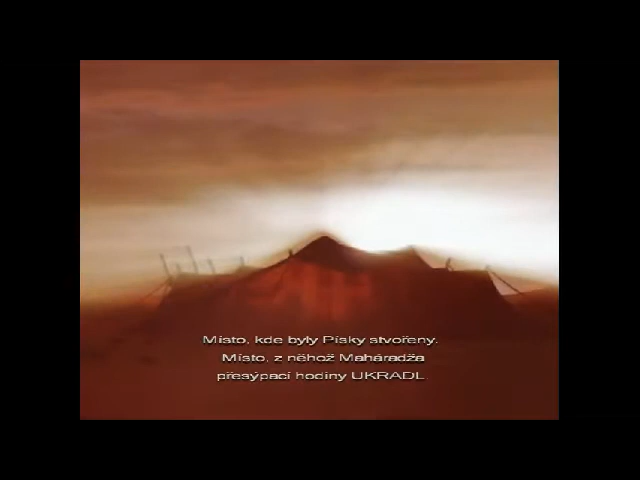 Místo, kde byly Písky stvořeny.
Místo, z něhož Maháradža
přesýpací hodiny UKRADL.